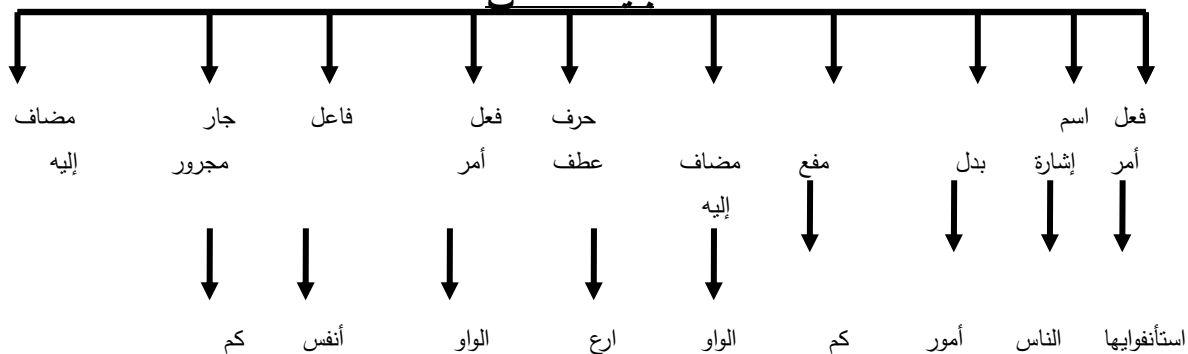 فعل اسم حرف فعل فاعل جار مضاف
أمر إشارة بدل مفع مضاف عطف أمر مجرور إليه
إليه
استأنفوايها الناس أمور كم الواو ارع الواو أنفس كم